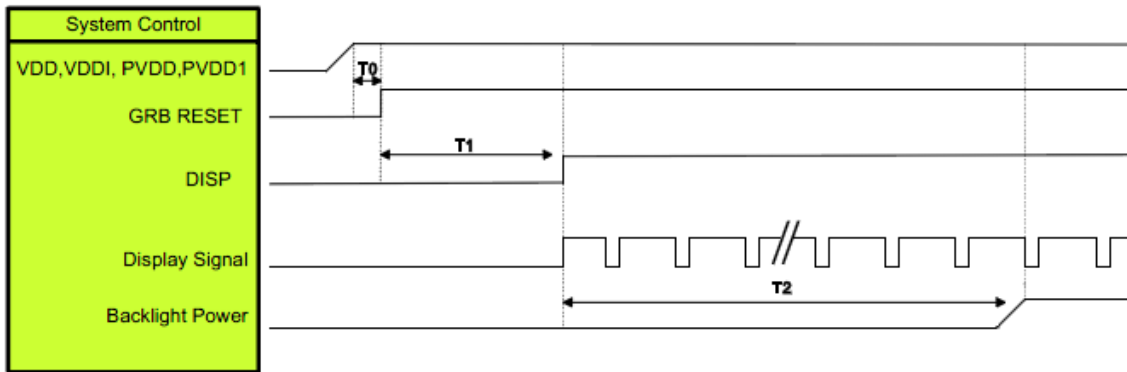 System Control
VDD,VDDI, PVDD,PVDD1
T0
GRB RESET
T1
DISP
Display Signal
T2
Backlight Power